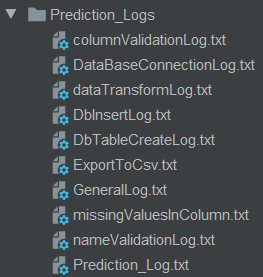 Prediction_Logs
columnValidationLog.txt
DataBaseConnectionLog.txt
dataTransformLog.txt
DbInsertLog.txt
DbTableCreateLog.txt
ExportToCsv.txt
GeneralLog.txt
missingValuesInColumn.txt
nameValidationLog.txt
Prediction_Log.txt